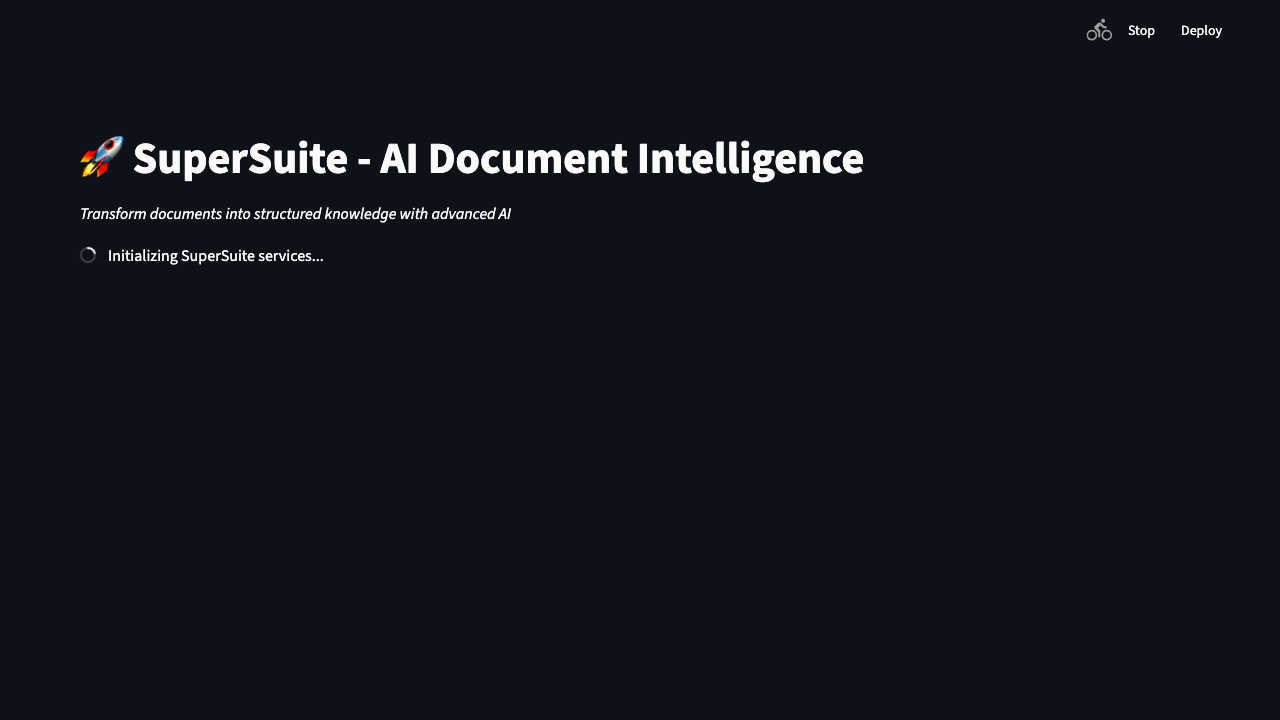 Stop Deploy
🚀 SuperSuite - AI Document Intelligence
Transform documents into structured knowledge with advanced AI
Initializing SuperSuite services...